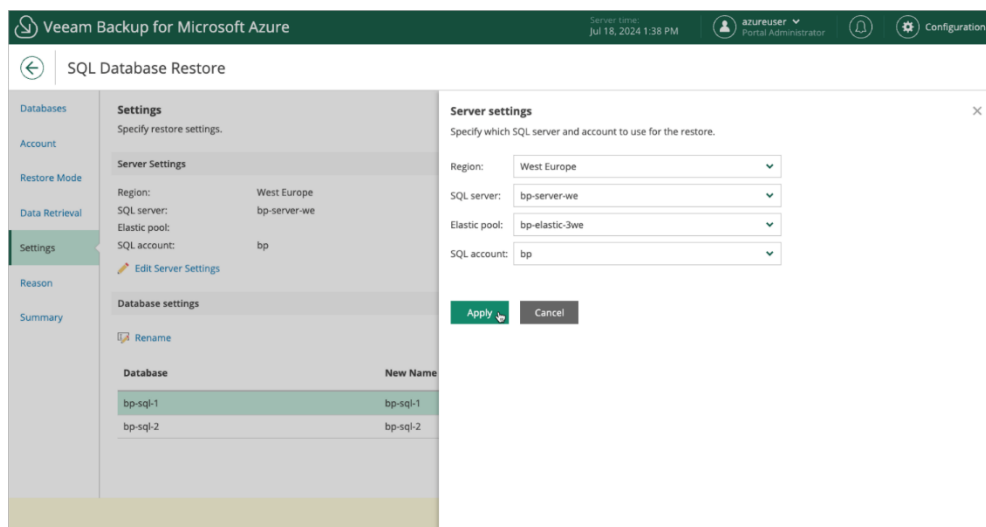 Veeam Backup for Microsoft Azure
Server time:
Jul 18, 2024 1:38 PM
azureuser
Portal Administrator
Configuration
SQL Database Restore
Databases
Account
Restore Mode
Data Retrieval
Settings
Reason
Summary
Settings
Specify restore settings.
Server Settings
Region: West Europe
SQL server: bp-server-we
Elastic pool:
SQL account: bp
Edit Server Settings
Database settings
Rename
Database New Name
bp-sql-1 bp-sql-1
bp-sql-2 bp-sql-2
Server settings
Specify which SQL server and account to use for the restore.
Region: West Europe
SQL server: bp-server-we
Elastic pool: bp-elastic-3we
SQL account: bp
Apply Cancel